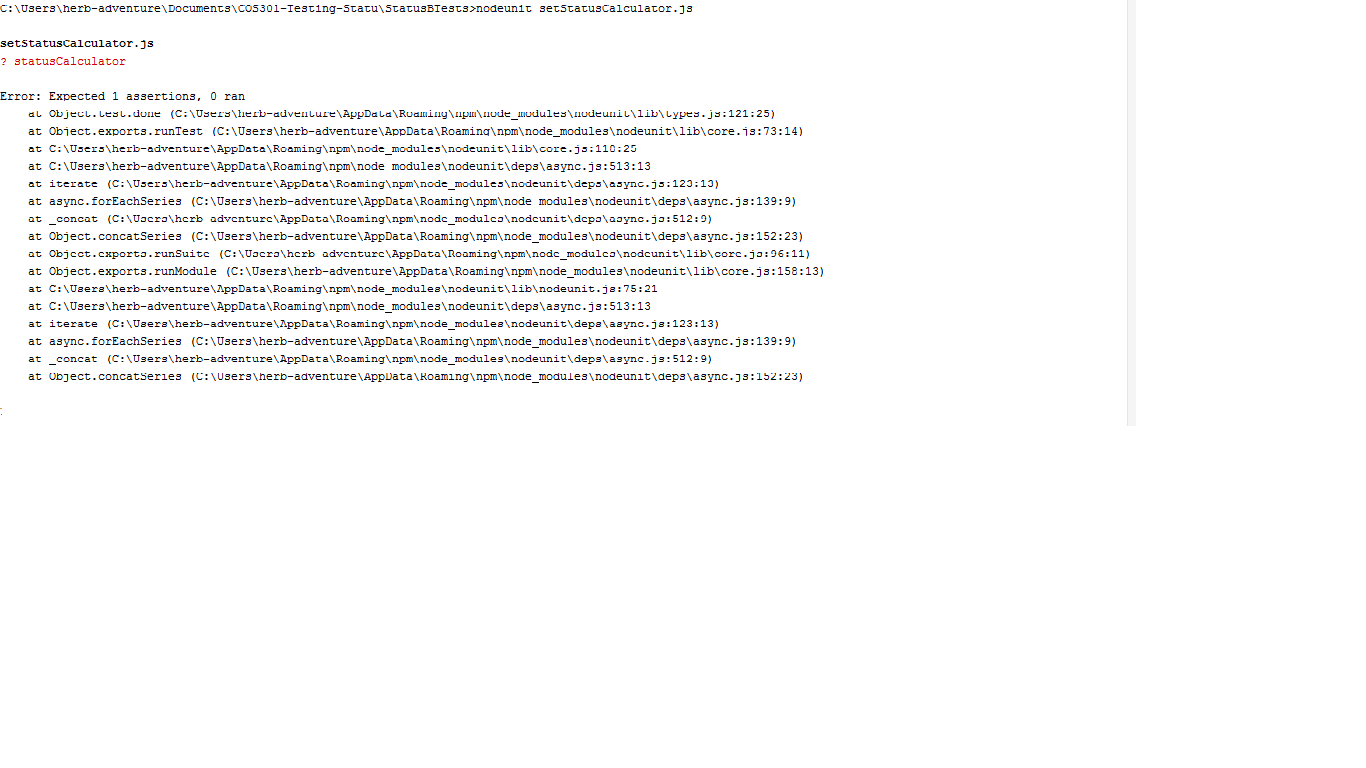 C:\Users\herb-adventure\Documents\COS301-Testing-Statu\StatusBTests>nodeunit setStatusCalculator.js
setStatusCalculator.js
? statusCalculator
Error: Expected 1 assertions, 0 ran
at Object.test.done (C:\Users\herb-adventure\AppData\Roaming\npm\node_modules\nodeunit\lib\types.js:121:25)
at Object.exports.runTest (C:\Users\herb-adventure\AppData\Roaming\npm\node_modules\nodeunit\lib\core.js:73:14)
at C:\Users\herb-adventure\AppData\Roaming\npm\node_modules\nodeunit\lib\core.js:118:25
at C:\Users\herb-adventure\AppData\Roaming\npm\node modules\nodeunit\deps\async.js:513:13
at iterate (C:\Users\herb-adventure\AppData\Roaming\npm\node_modules\nodeunit\deps\async.js:123:13)
at async.forEachSeries (C:\Users\herb-adventure\AppData\Roaming\npm\node modules\nodeunit\deps\async.js:139:9)
at _concat (C:\Users\herb adventure\AppData\Roaming\npm\node_modules\nodeunit\deps\async.js:512:9)
at Object.concatSeries (C:\Users\herb-adventure\AppData\Roaming\npm\node_modules\nodeunit\deps\async.js:152:23)
at Object.exports.runSuite (C:\Users\herb adventure\AppData\Roaming\npm\node_modules\nodeunit\lib\core.js:96:11)
at Object.exports.runModule (C:\Users\herb-adventure\AppData\Roaming\npm\node_modules\nodeunit\lib\core.js:158:13)
at C:\Users\herb-adventure\AppData\Roaming\npm\node_modules\nodeunit\lib\nodeunit.js:75:21
at C:\Users\herb-adventure\AppData\Roaming\npm\node_modules\nodeunit\deps\async.js:513:13
at iterate (C:\Users\herb-adventure\AppData\Roaming\npm\node_modules\nodeunit\deps\async.js:123:13)
at async.forEachSeries (C:\Users\herb-adventure\AppData\Roaming\npm\node_modules\nodeunit\deps\async.js:139:9)
at _concat (C:\Users\herb-adventure\AppData\Roaming\npm\node_modules\nodeunit\deps\async.js:512:9)
at Object.concatSeries (C:\Users\herb-adventure\AppData\Roaming\npm\node_modules\nodeunit\deps\async.js:152:23)